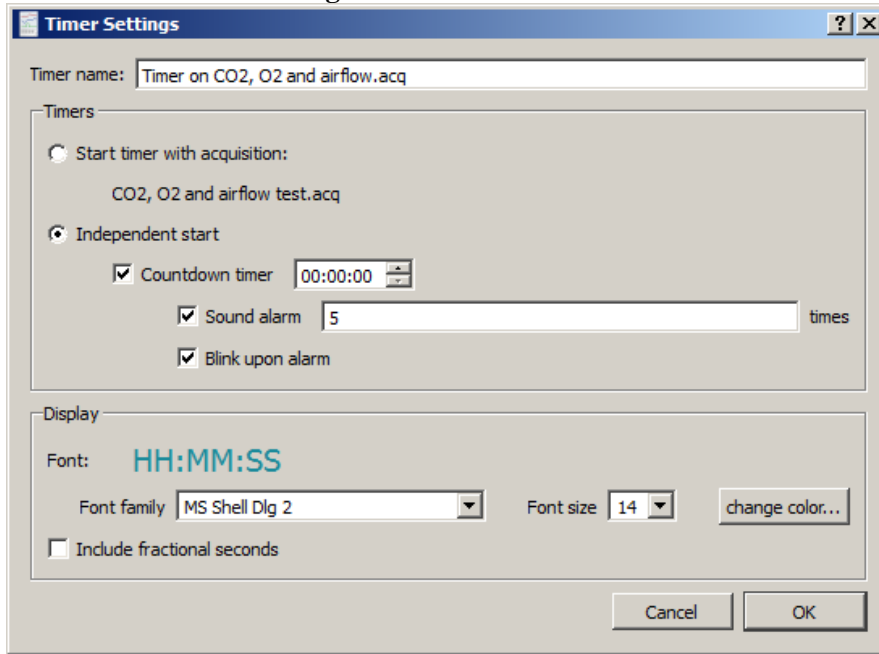 Timer Settings
Timer name: Timer on CO2, O2 and airflow.acq
Timers
Start timer with acquisition:
CO2, O2 and airflow test.acq
Independent start
Countdown timer 00:00:00
Sound alarm 5 times
Blink upon alarm
Display
Font: HH:MM:SS
Font family MS Shell Dlg 2 Font size 14 change color...
Include fractional seconds
Cancel OK